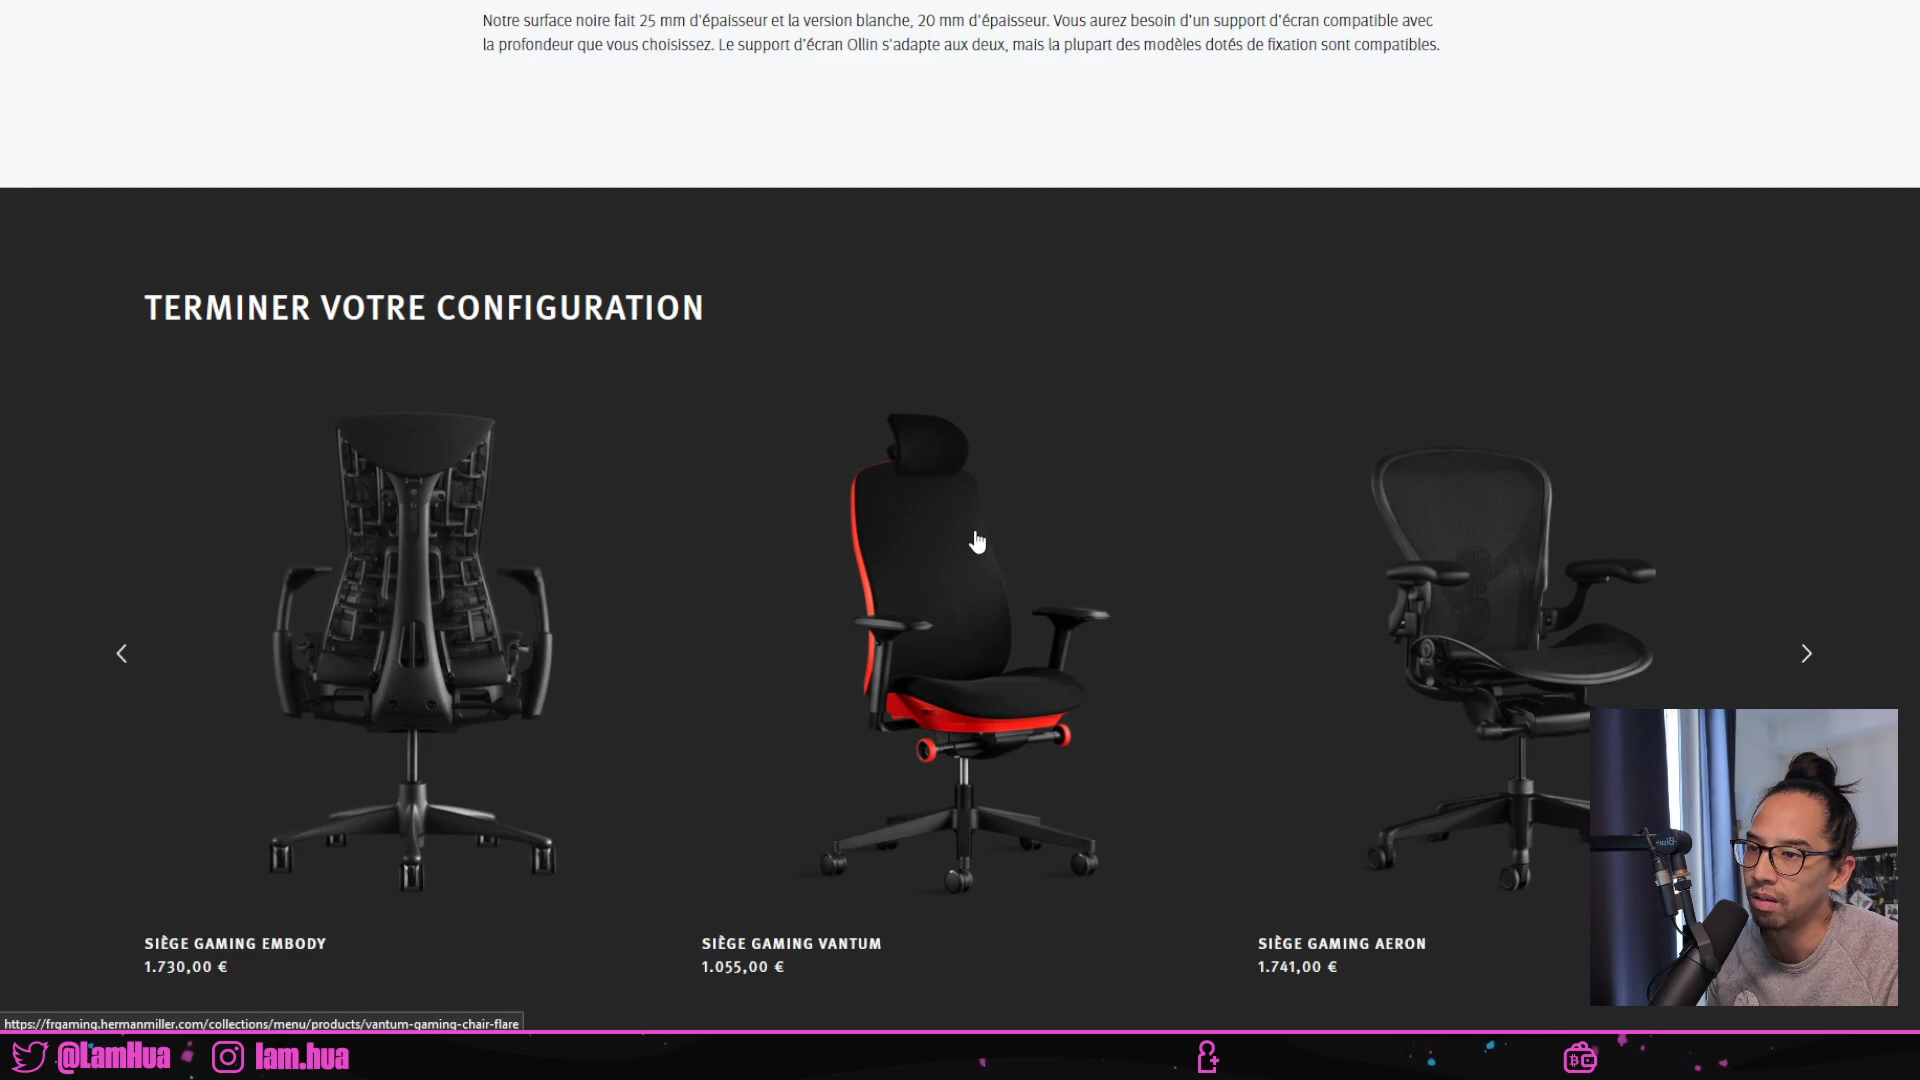 Notre surface noire fait 25 mm d'épaisseur et la version blanche, 20 mm d'épaisseur. Vous aurez besoin d'un support d'écran compatible avec
la profondeur que vous choisissez. Le support d'écran Ollin s'adapte aux deux, mais la plupart des modèles dotés de fixation sont compatibles.
TERMINER VOTRE CONFIGURATION
SIÈGE GAMING EMBODY
1.730,00 €
SIÈGE GAMING VANTUM
1.055,00 €
SIÈGE GAMING AERON
1.741,00 €
https://frgaming.hermanmiller.com/collections/menu/products/vantum-gaming-chair-flare
@LamHua
lam.hua